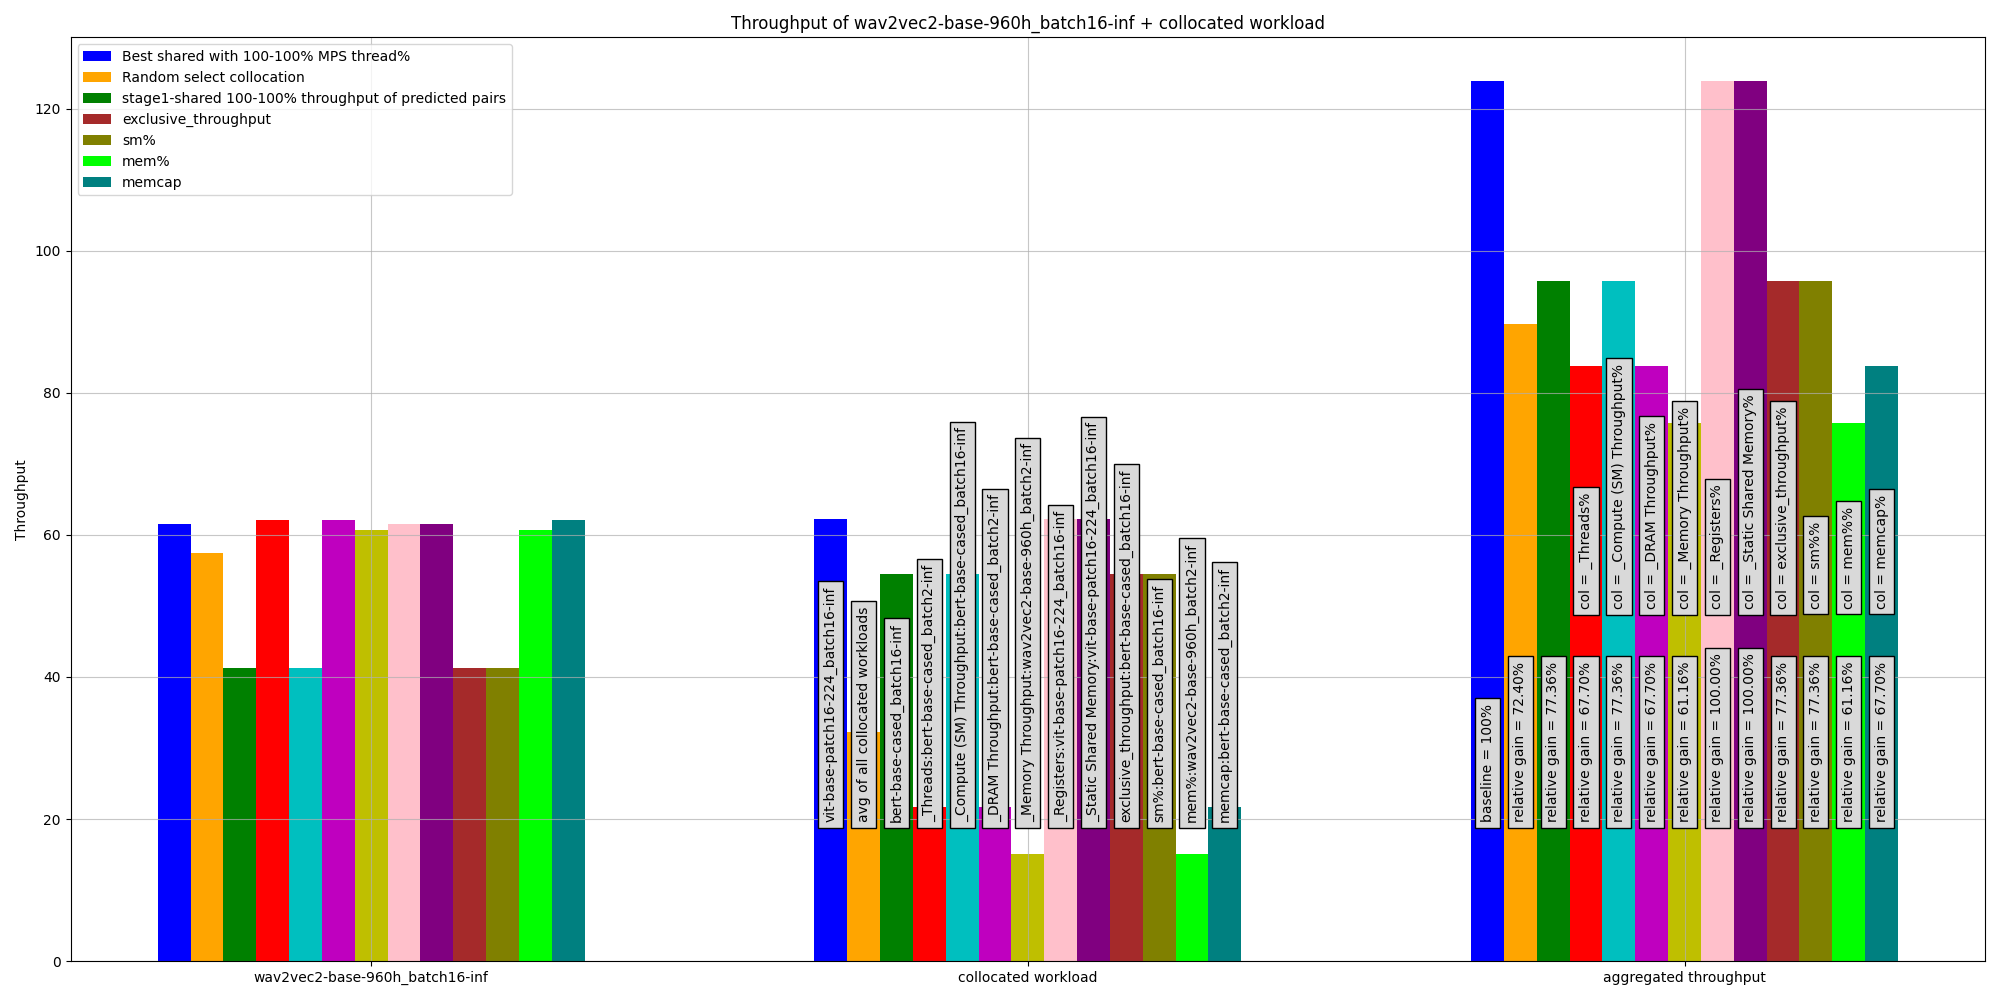 Throughput of wav2vec2-base-960h_batch16-inf + collocated workload
Best shared with 100-100% MPS thread%
Random select collocation
stage1-shared 100-100% throughput of predicted pairs
exclusive_throughput
sm%
mem%
memcap
Throughput
120
100
80
60
40
20
0
vit-base-patch16-224_batch16-inf
avg of all collocated workloads
bert-base-cased_batch16-inf
_Threads:bert-base-cased_batch2-inf
_Compute (SM) Throughput:bert-base-cased_batch16-inf
_DRAM Throughput:bert-base-cased_batch2-inf
_Memory Throughput:wav2vec2-base-960h_batch2-inf
_Registers:vit-base-patch16-224_batch16-inf
_Static Shared Memory:vit-base-patch16-224_batch16-inf
exclusive_throughput:bert-base-cased_batch16-inf
sm%:bert-base-cased_batch16-inf
mem%:wav2vec2-base-960h_batch2-inf
memcap:bert-base-cased_batch2-inf
col = _Threads%
col = _Compute (SM) Throughput%
col = _DRAM Throughput%
col = _Memory Throughput%
col = _Registers%
col = _Static Shared Memory%
col = exclusive_throughput%
col = sm%%
col = mem%%
col = memcap%
baseline = 100%
relative gain = 72.40%
relative gain = 77.36%
relative gain = 67.70%
relative gain = 77.36%
relative gain = 67.70%
relative gain = 61.16%
relative gain = 100.00%
relative gain = 100.00%
relative gain = 77.36%
relative gain = 77.36%
relative gain = 61.16%
relative gain = 67.70%
wav2vec2-base-960h_batch16-inf
collocated workload
aggregated throughput